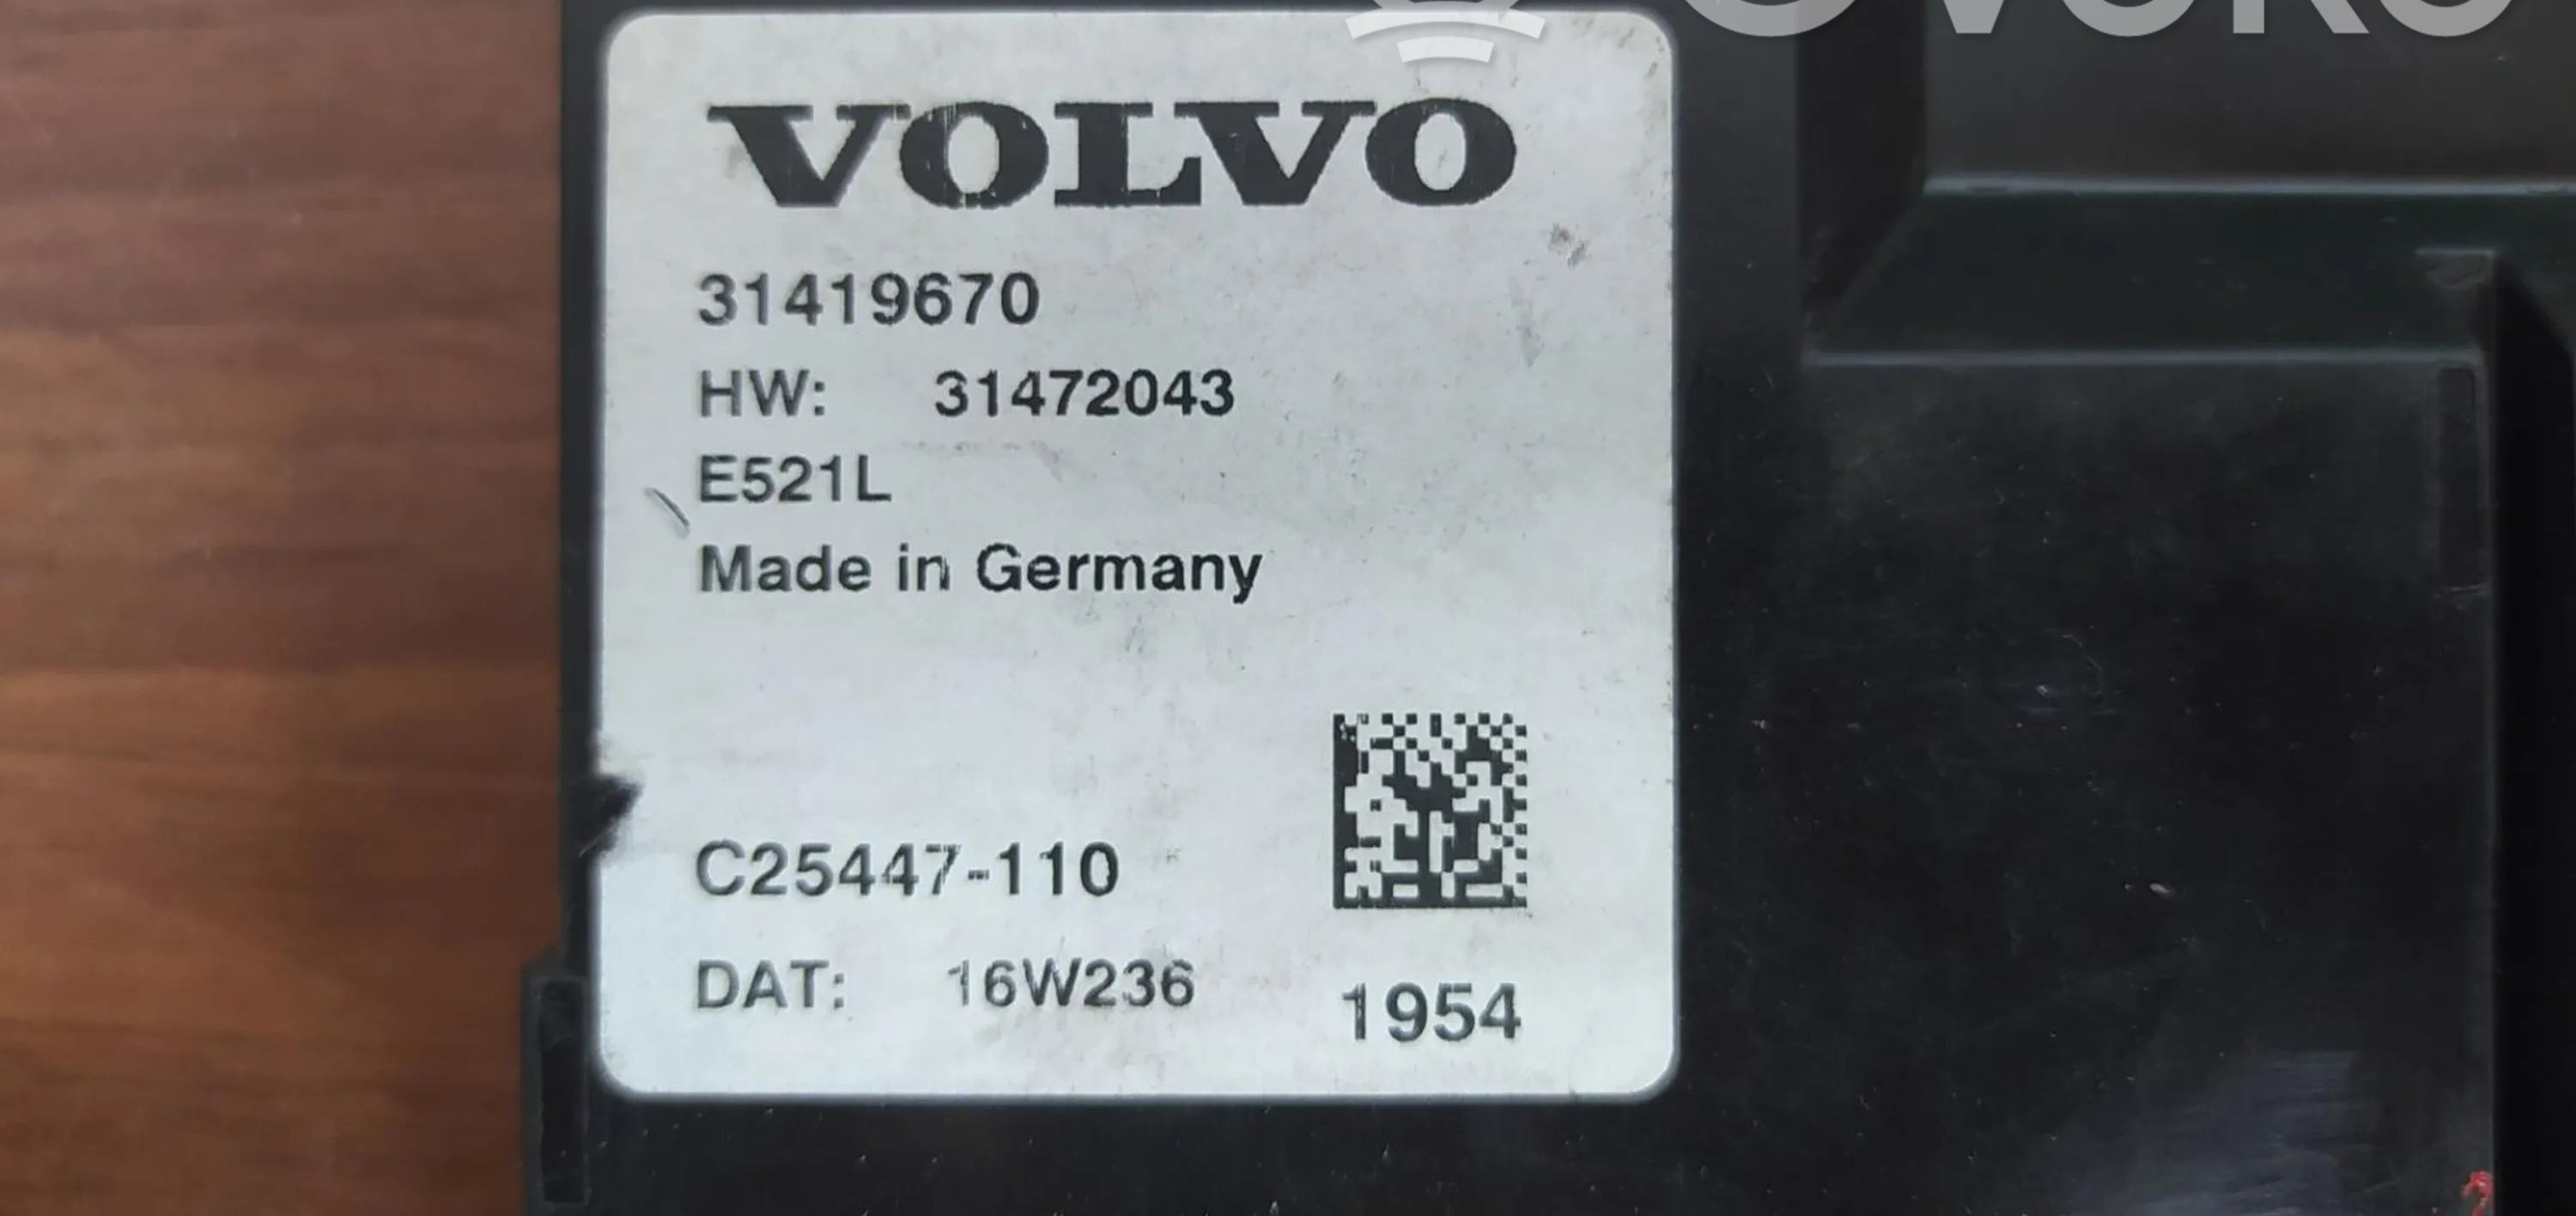 VOLVO
31419670
HW: 31472043
E521L
Made in Germany
C25447-110
DAT: 16W236
1954